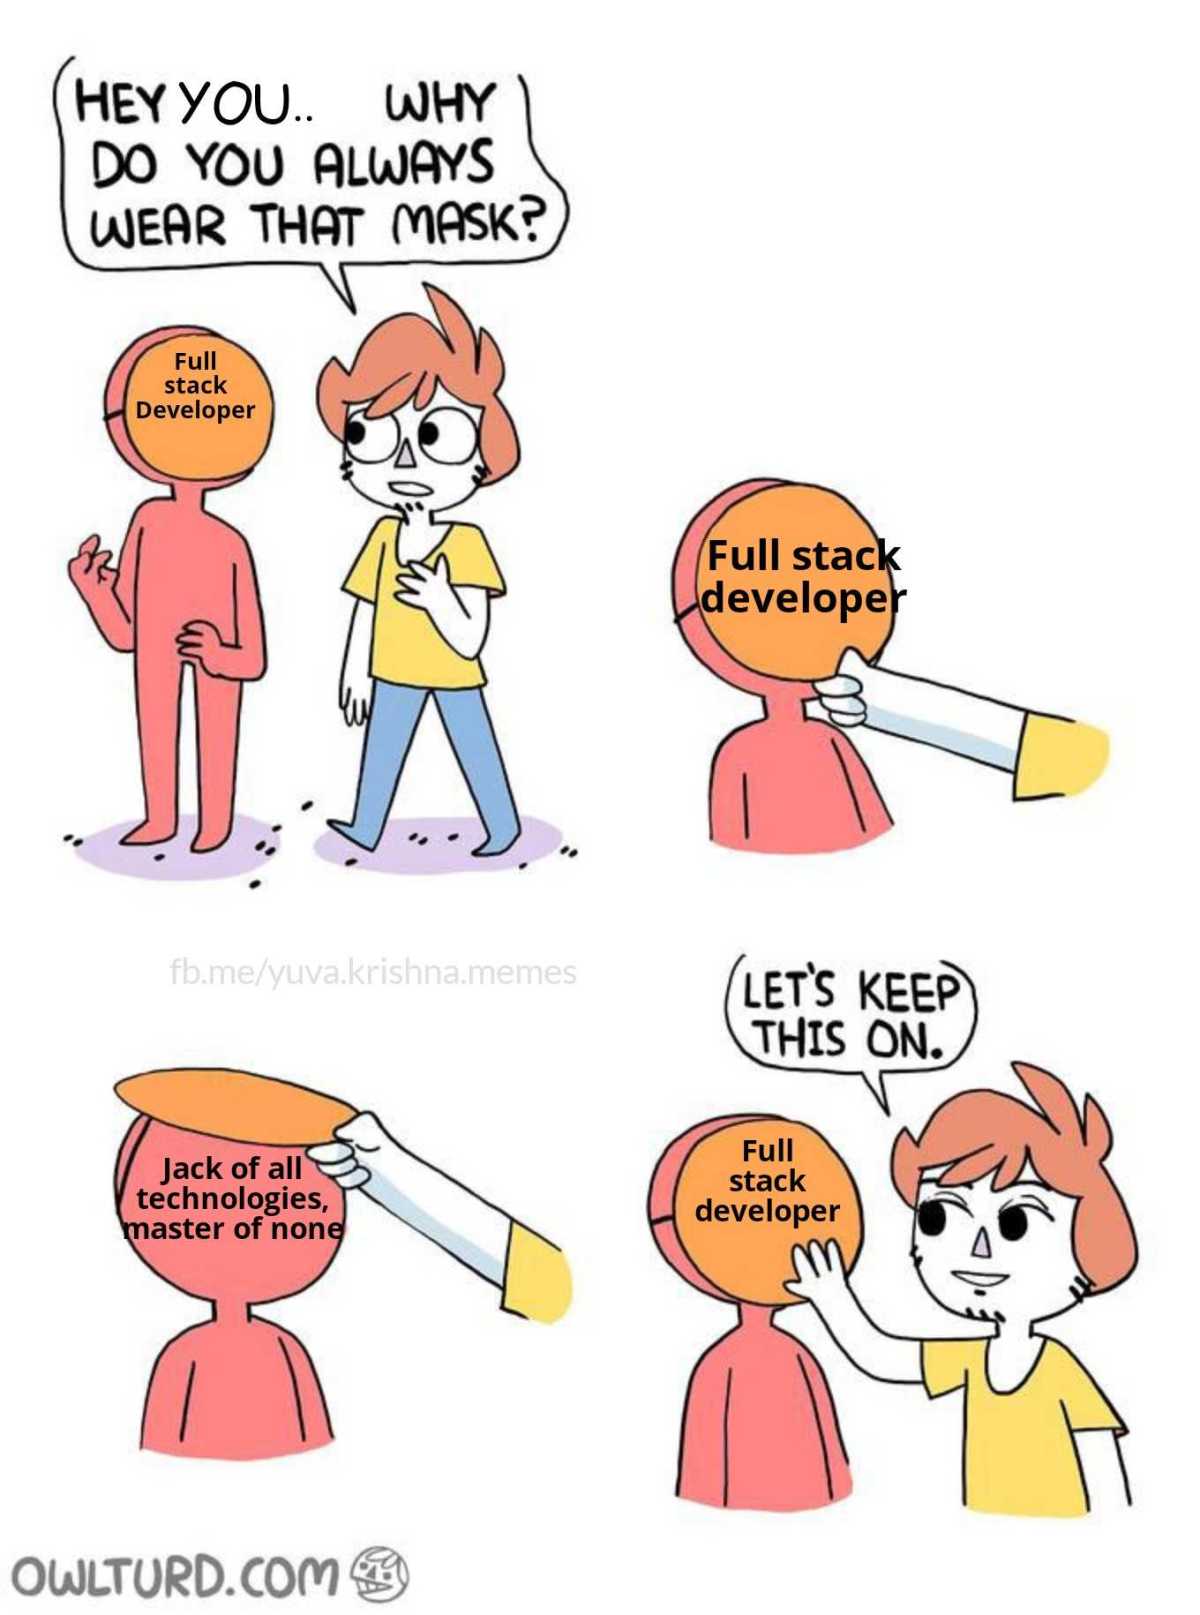 HEY YOU.. WHY
DO YOU ALWAYS
WEAR THAT MASK?
Full
stack
Developer
Full stack
developer
fb.me/yuva.krishna.memes
Jack of all
technologies,
master of none
LET'S KEEP
THIS ON.
Full
stack
developer
OWLTURD.COM